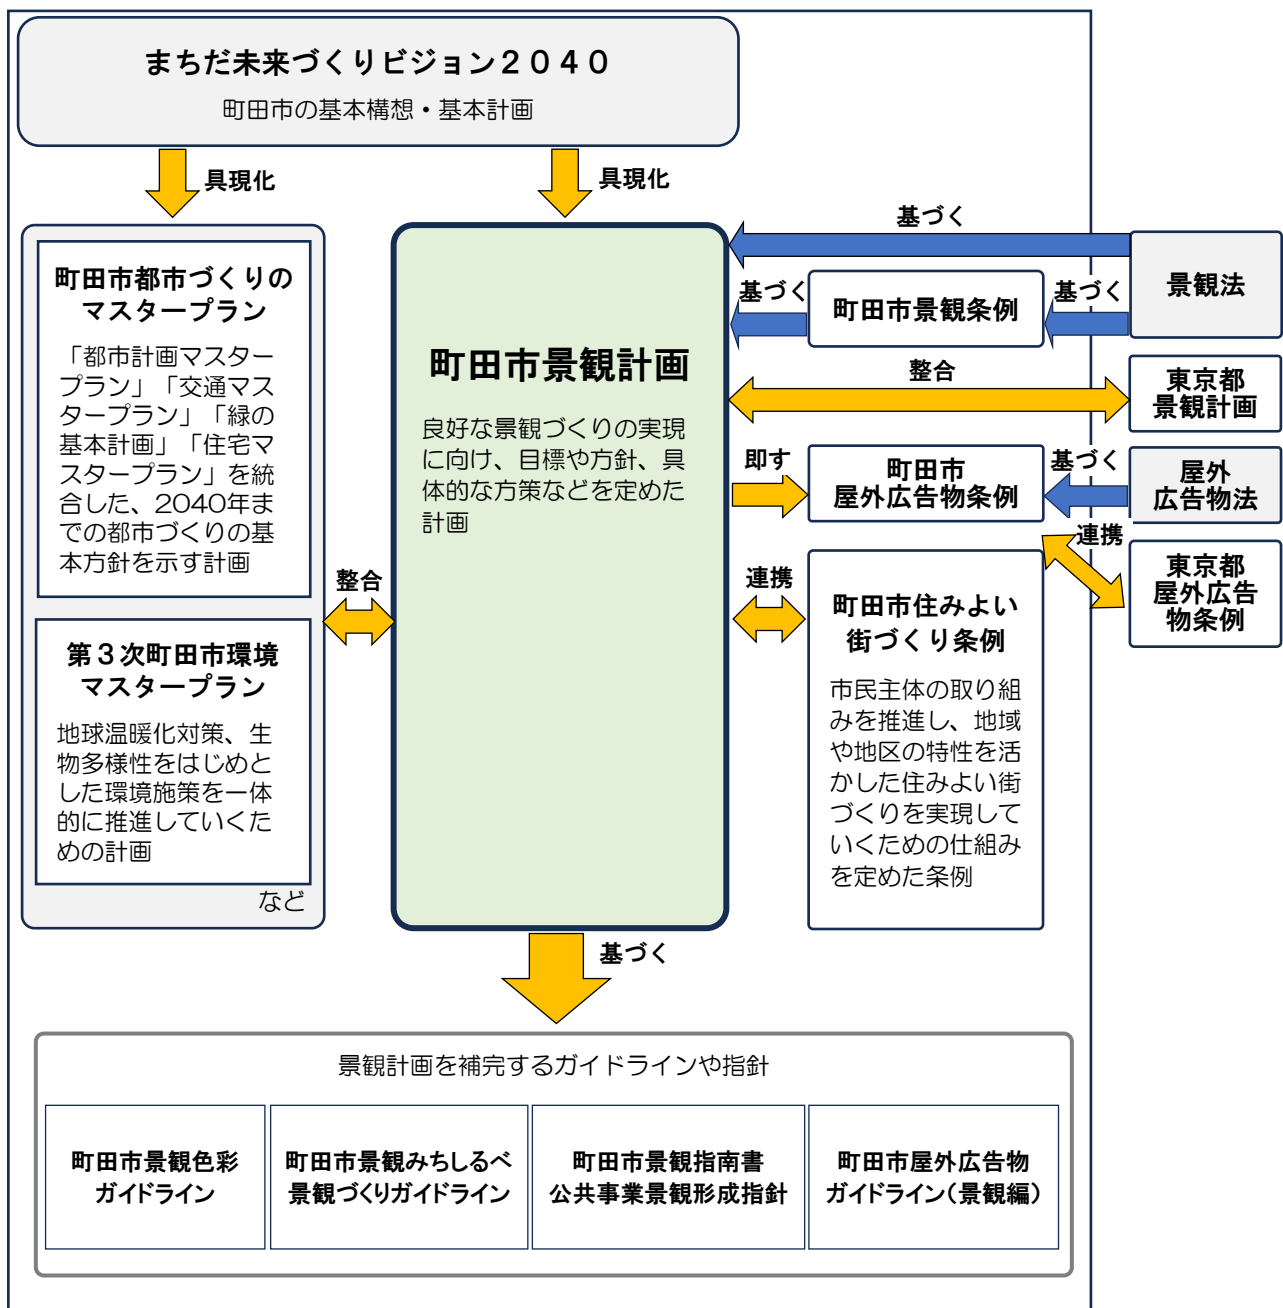 まちだ未来づくりビジョン２０４０
町田市の基本構想・基本計画
具現化
具現化
町田市都市づくりの
マスタープラン
「都市計画マスター
プラン」「交通マス
タープラン」「緑の
基本計画」「住宅マ
スタープラン」を統
合した、2040年ま
での都市づくりの基
本方針を示す計画
第３次町田市環境
マスタープラン
地球温暖化対策、生
物多様性をはじめと
した環境施策を一体
的に推進していくた
めの計画
など
整合
町田市景観計画
良好な景観づくりの実現
に向け、目標や方針、具
体的な方策などを定めた
計画
基づく
基づく
町田市景観条例
基づく
景観法
整合
東京都
景観計画
即す
町田市
屋外広告物条例
基づく
屋外
広告物法
連携
東京都
屋外広告
物条例
連携
町田市住みよい
街づくり条例
市民主体の取り組
みを推進し、地域
や地区の特性を活
かした住みよい街
づくりを実現して
いくための仕組み
を定めた条例
基づく
景観計画を補完するガイドラインや指針
町田市景観色彩
ガイドライン
町田市景観みちしるべ
景観づくりガイドライン
町田市景観指南書
公共事業景観形成指針
町田市屋外広告物
ガイドライン（景観編）